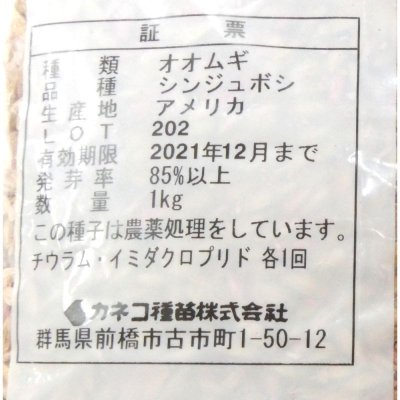 証 票
種 類 オオムギ
品 種 シンジュボシ
生 産 地 アメリカ
L O T 202
有効期限 2021年12月まで
発 芽 率 85%以上
数 量 1kg
この種子は農薬処理をしています。
チウラム・イミダクロプリド 各1回
カネコ種苗株式会社
群馬県前橋市古市町1-50-12